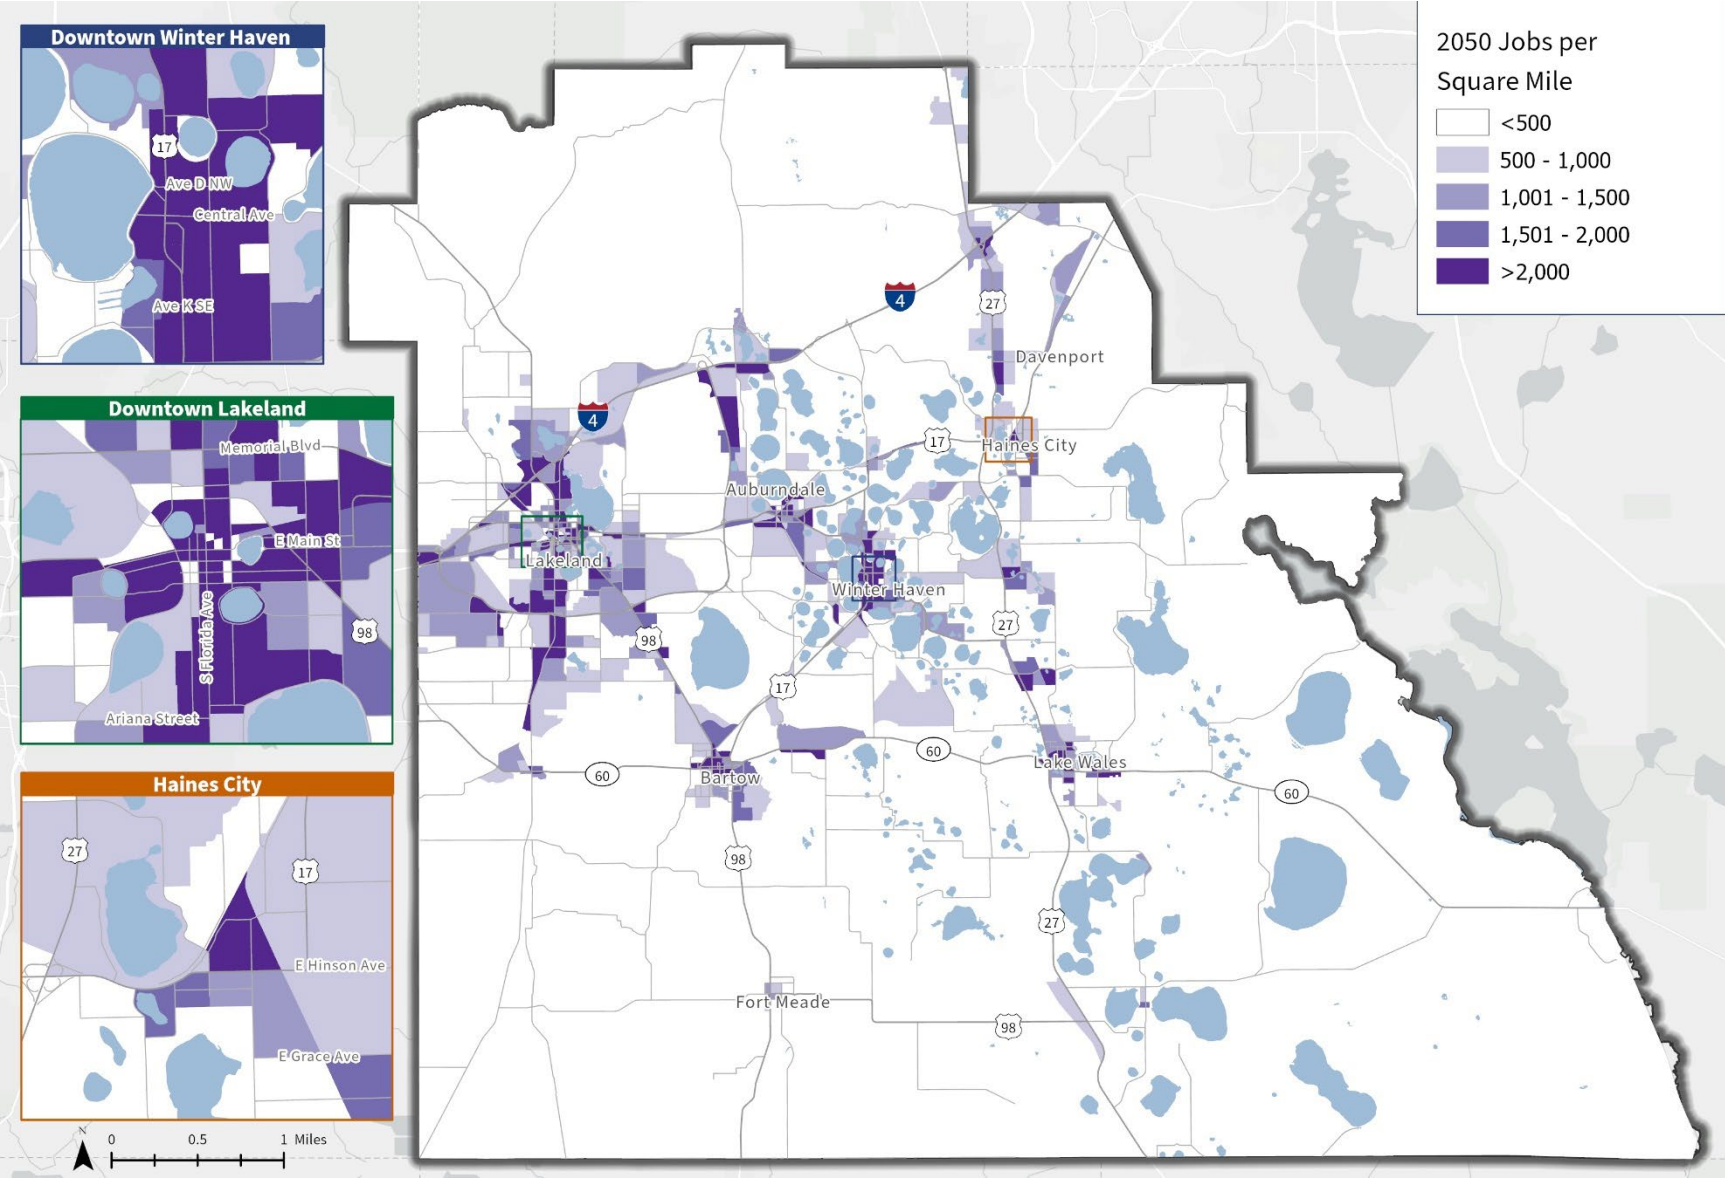 Downtown Winter Haven
17
Ave D NW
Central Ave
Ave K SE
Downtown Lakeland
Memorial Blvd
E Main St
S Florida Ave
98
Ariana Street
Haines City
27
17
E Hinson Ave
E Grace Ave
N
0 0.5 1 Miles
2050 Jobs per
Square Mile
<500
500 - 1,000
1,001 - 1,500
1,501 - 2,000
>2,000
4
27
Davenport
4
17
Haines City
Auburndale
Lakeland
Winter Haven
27
98
17
60
Lake Wales
60
Bartow
60
98
27
Fort Meade
98